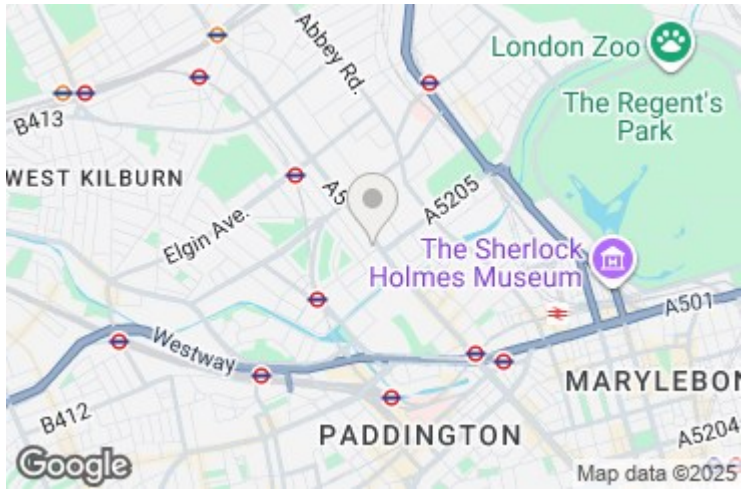 Abbey Rd.
London Zoo
The Regent's
Park
B413
WEST KILBURN
A5
A5205
Elgin Ave.
The Sherlock
Holmes Museum
A501
Westway
MARYLEBON
B412
PADDINGTON
A5204
Google
Map data ©2025